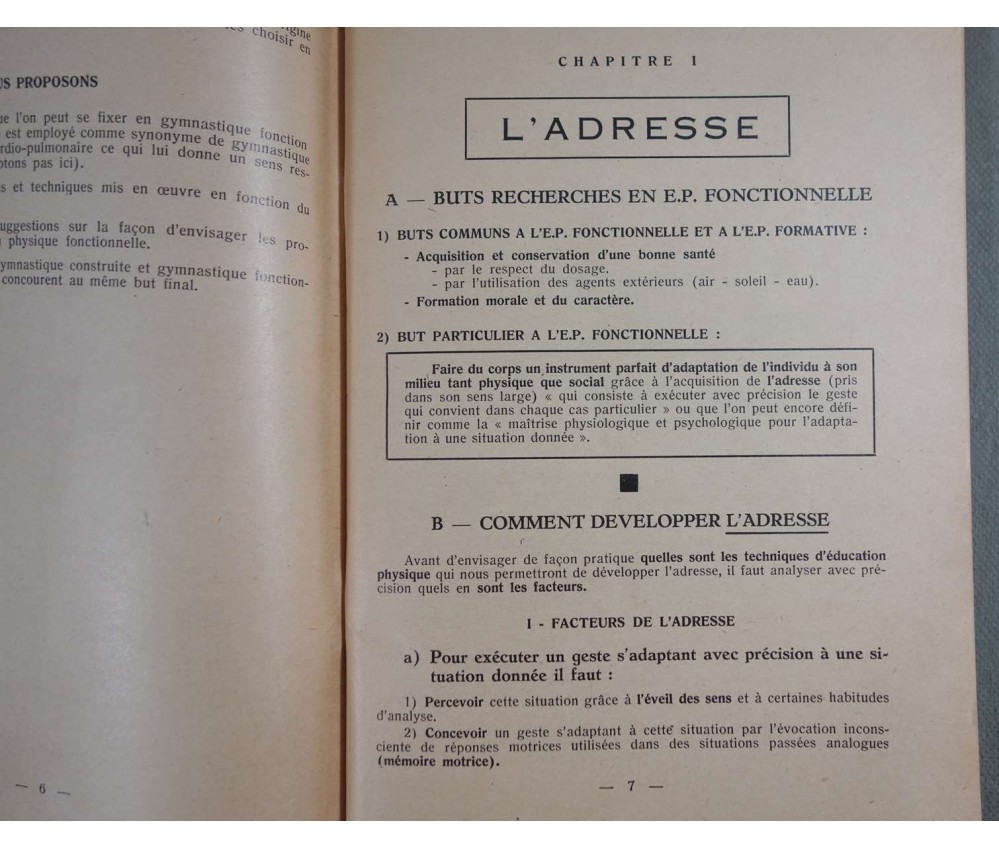 choisir en
US PROPOSONS
ue l'on peut se fixer en gymnastique fonction
est employé comme synonyme de gymnastique
rdio-pulmonaire ce qui lui donne un sens res-
ptons pas ici).
s et techniques mis en œuvre en fonction du
uggestions sur la façon d'envisager les pro-
physique fonctionnelle.
ymnastique construite et gymnastique fonction-
concourent au même but final.
— 6 —
CHAPITRE I
L'ADRESSE
A — BUTS RECHERCHES EN E.P. FONCTIONNELLE
1) BUTS COMMUNS A L'E.P. FONCTIONNELLE ET A L'E.P. FORMATIVE :
- Acquisition et conservation d'une bonne santé
- par le respect du dosage.
- par l'utilisation des agents extérieurs (air - soleil - eau).
- Formation morale et du caractère.
2) BUT PARTICULIER A L'E.P. FONCTIONNELLE :
Faire du corps un instrument parfait d'adaptation de l'individu à son
milieu tant physique que social grâce à l'acquisition de l'adresse (pris
dans son sens large) « qui consiste à exécuter avec précision le geste
qui convient dans chaque cas particulier » ou que l'on peut encore défi-
nir comme la « maîtrise physiologique et psychologique pour l'adapta-
tion à une situation donnée ».
B — COMMENT DEVELOPPER L'ADRESSE
Avant d'envisager de façon pratique quelles sont les techniques d'éducation
physique qui nous permettront de développer l'adresse, il faut analyser avec pré-
cision quels en sont les facteurs.
I - FACTEURS DE L'ADRESSE
a) Pour exécuter un geste s'adaptant avec précision à une si-
tuation donnée il faut :
1) Percevoir cette situation grâce à l'éveil des sens et à certaines habitudes
d'analyse.
2) Concevoir un geste s'adaptant à cette situation par l'évocation incons-
ciente de réponses motrices utilisées dans des situations passées analogues
(mémoire motrice).
— 7 —